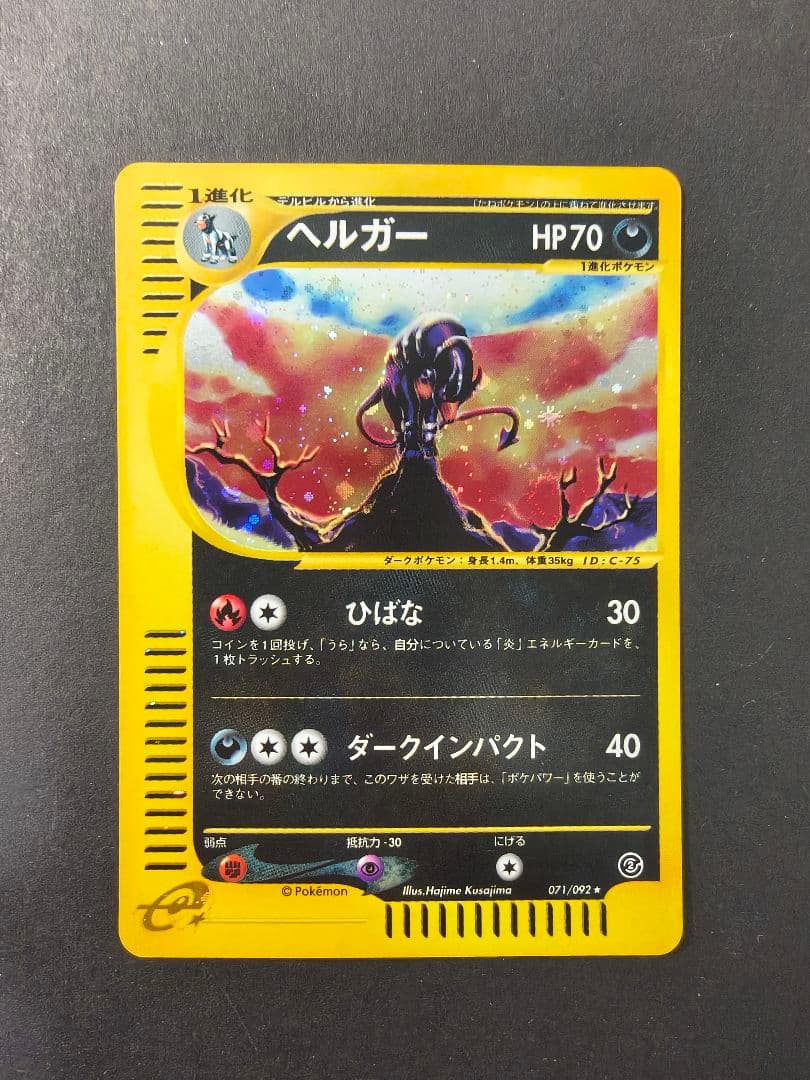 1進化
デルビルから進化
「たねポケモン」の上に重ねて進化させます
ヘルガー HP70
1進化ポケモン
ダークポケモン：身長1.4m、体重35kg ID:C-75
ひばな 30
コインを1回投げ、「うら」なら、自分についている「炎」エネルギーカードを、
1枚トラッシュする。
ダークインパクト 40
次の相手の番の終わりまで、このワザを受けた相手は、「ポケパワー」を使うことが
できない。
弱点 抵抗力-30 にげる
© Pokémon Illus.Hajime Kusajima 071/092★
e